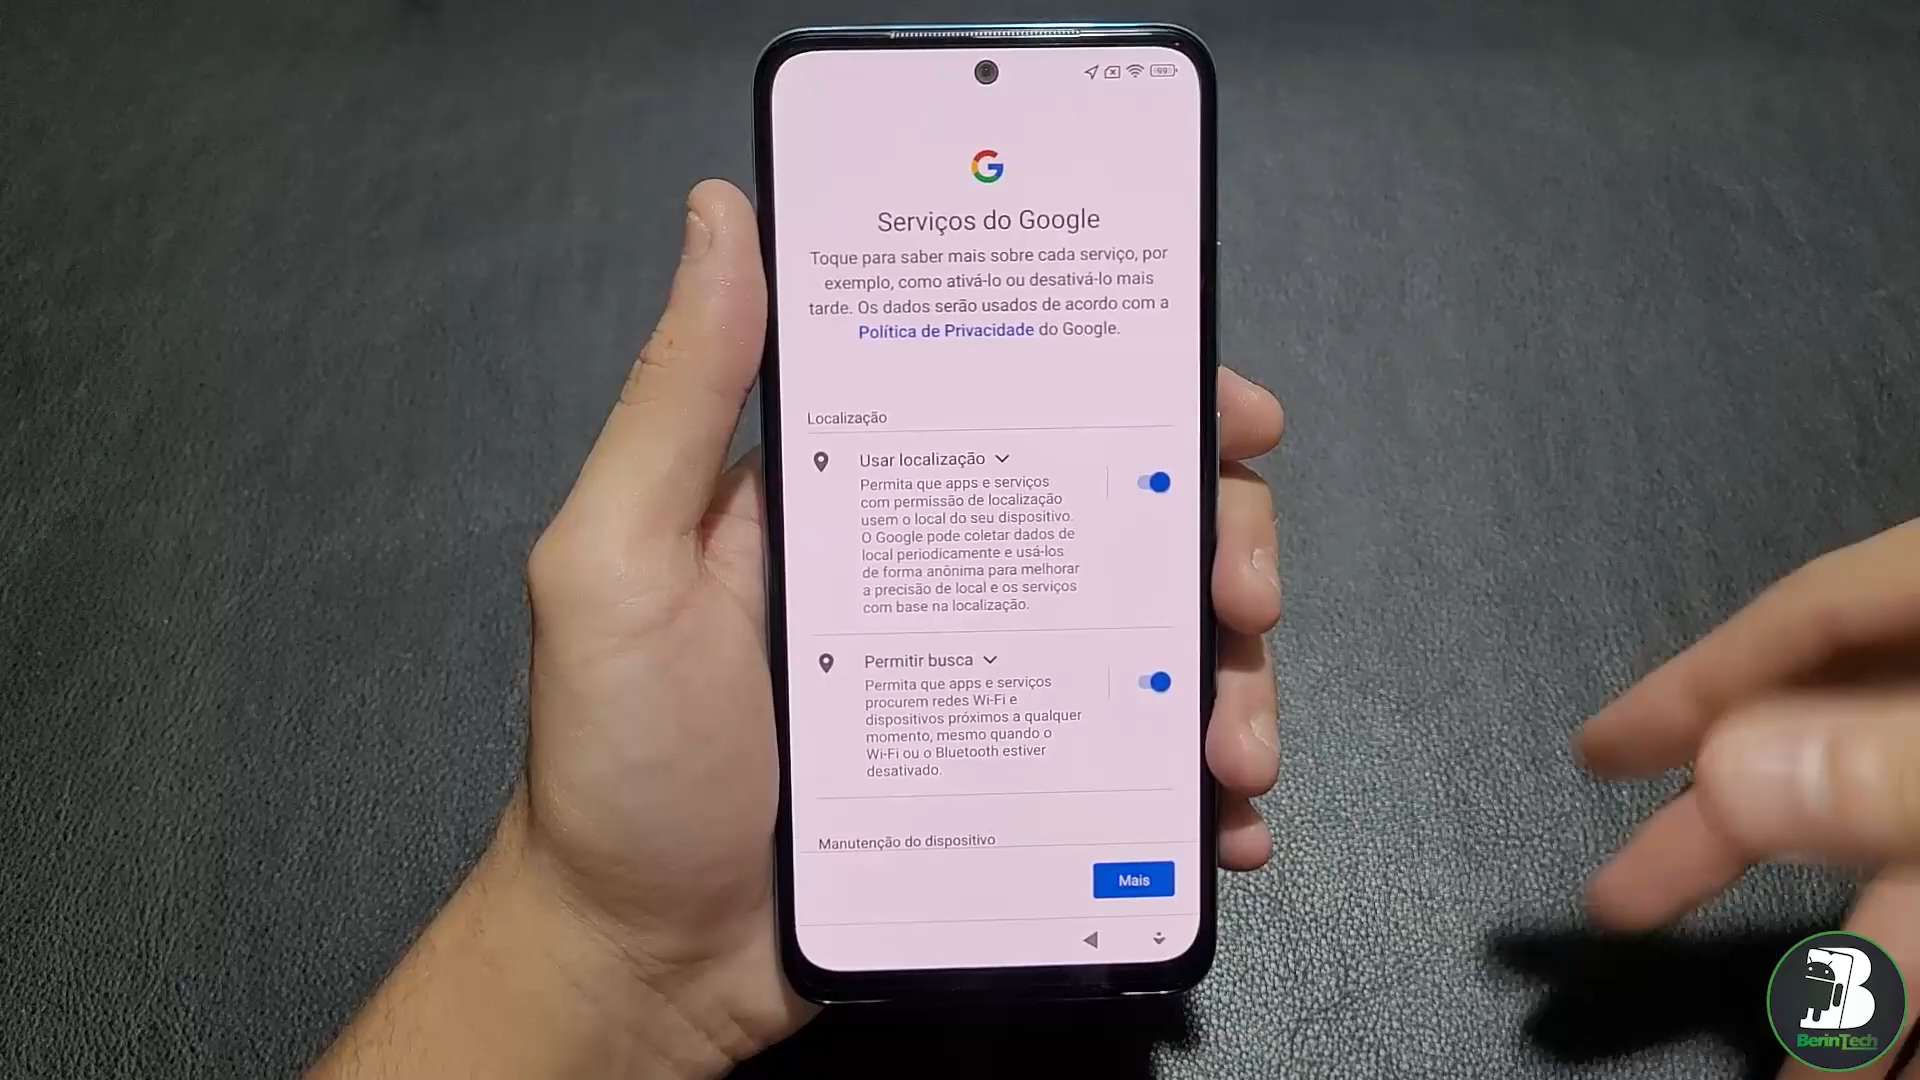 99
Serviços do Google
Toque para saber mais sobre cada serviço, por
exemplo, como ativá-lo ou desativá-lo mais
tarde. Os dados serão usados de acordo com a
Política de Privacidade do Google.
Localização
Usar localização
Permita que apps e serviços
com permissão de localização
usem o local do seu dispositivo.
O Google pode coletar dados de
local periodicamente e usá-los
de forma anônima para melhorar
a precisão de local e os serviços
com base na localização.
Permitir busca
Permita que apps e serviços
procurem redes Wi-Fi e
dispositivos próximos a qualquer
momento, mesmo quando o
Wi-Fi ou o Bluetooth estiver
desativado.
Manutenção do dispositivo
Mais
B
BerinTech